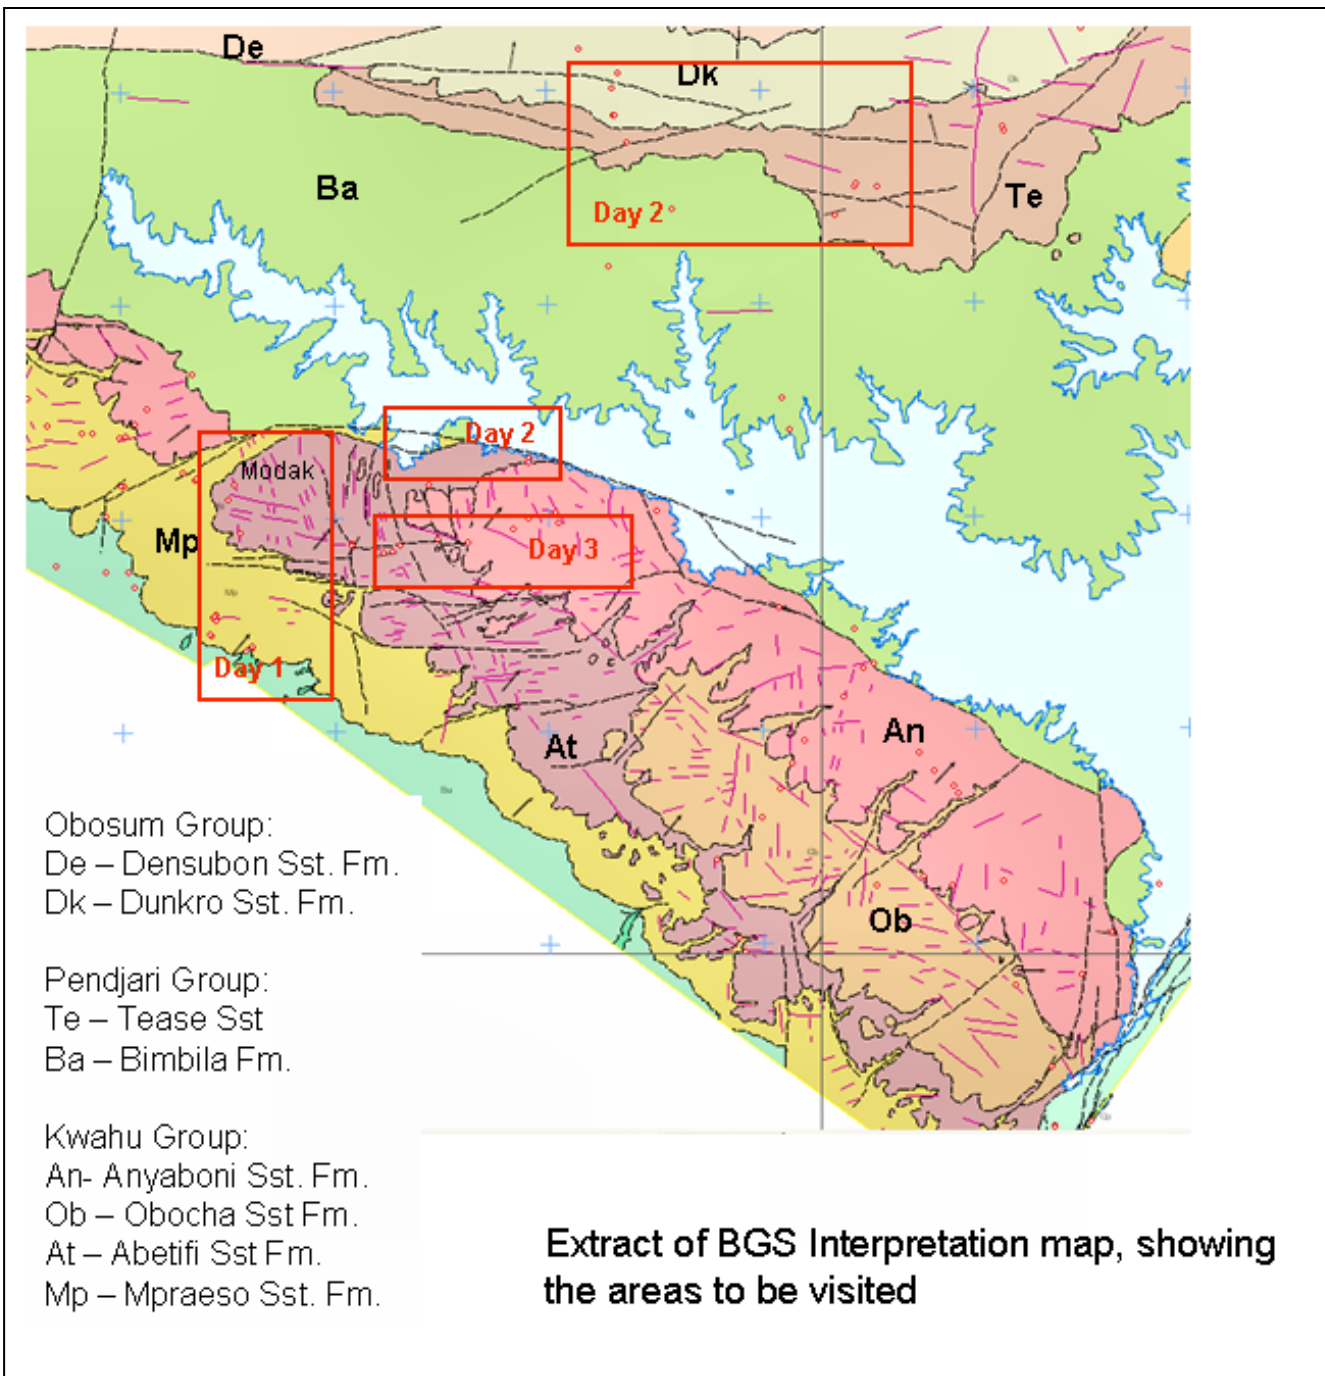 De
Dk
Ba
Te
Day 2
Day 2
Modak
Mp
Day 3
Day 1
An
At
Ob
Obosum Group:
De – Densubon Sst. Fm.
Dk – Dunkro Sst. Fm.
Pendjari Group:
Te – Tease Sst
Ba – Bimbila Fm.
Kwahu Group:
An- Anyaboni Sst. Fm.
Ob – Obocha Sst Fm.
At – Abetifi Sst Fm.
Mp – Mpraeso Sst. Fm.
Extract of BGS Interpretation map, showing
the areas to be visited